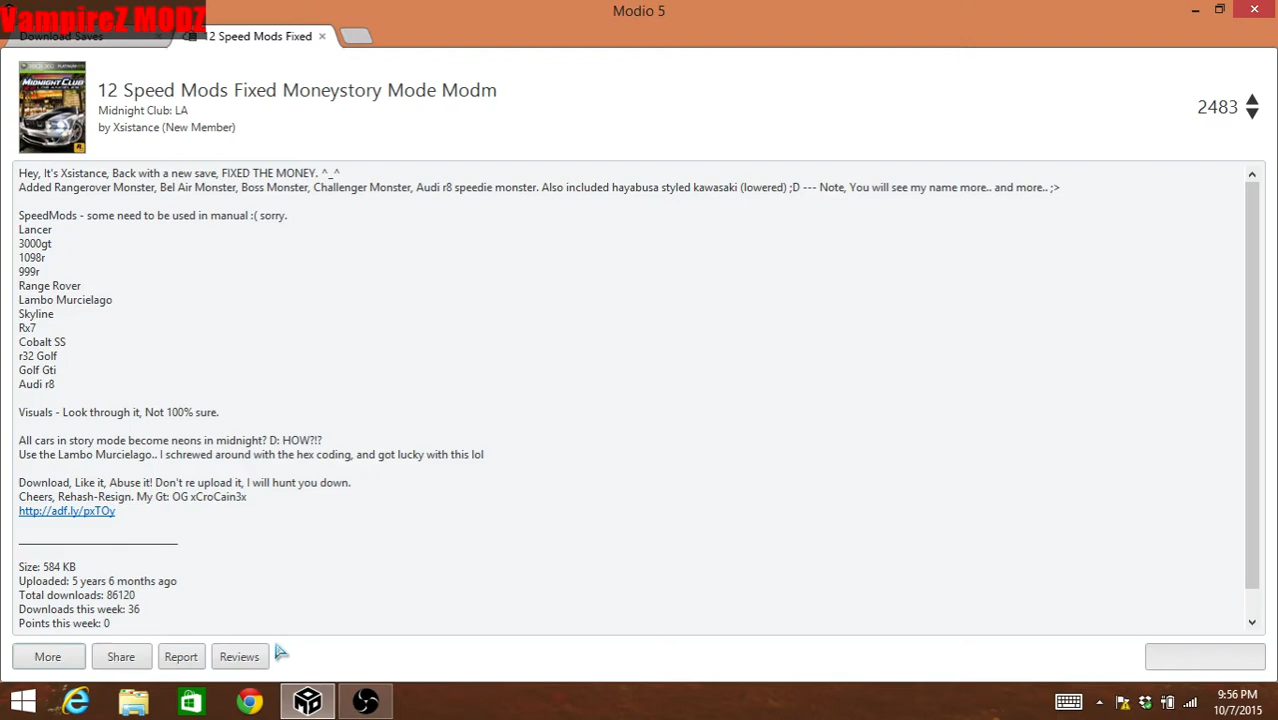 VampireZ MODZ
Modio 5
Download Saves
12 Speed Mods Fixed
MIDNIGHT CLUB
12 Speed Mods Fixed Moneystory Mode Modm
Midnight Club: LA
by Xsistance (New Member)
2483
Hey, It's Xsistance, Back with a new save, FIXED THE MONEY. ^_^
Added Rangerover Monster, Bel Air Monster, Boss Monster, Challenger Monster, Audi r8 speedie monster. Also included hayabusa styled kawasaki (lowered) ;D --- Note, You will see my name more.. and more.. ;>
SpeedMods - some need to be used in manual :( sorry.
Lancer
3000gt
1098r
999r
Range Rover
Lambo Murcielago
Skyline
Rx7
Cobalt SS
r32 Golf
Golf Gti
Audi r8
Visuals - Look through it, Not 100% sure.
All cars in story mode become neons in midnight? D: HOW?!?
Use the Lambo Murcielago.. I schrewed around with the hex coding, and got lucky with this lol
Download, Like it, Abuse it! Don't re upload it, I will hunt you down.
Cheers, Rehash-Resign. My Gt: OG xCroCain3x
http://adf.ly/pxTOy
Size: 584 KB
Uploaded: 5 years 6 months ago
Total downloads: 86120
Downloads this week: 36
Points this week: 0
More
Share
Report
Reviews
9:56 PM
10/7/2015